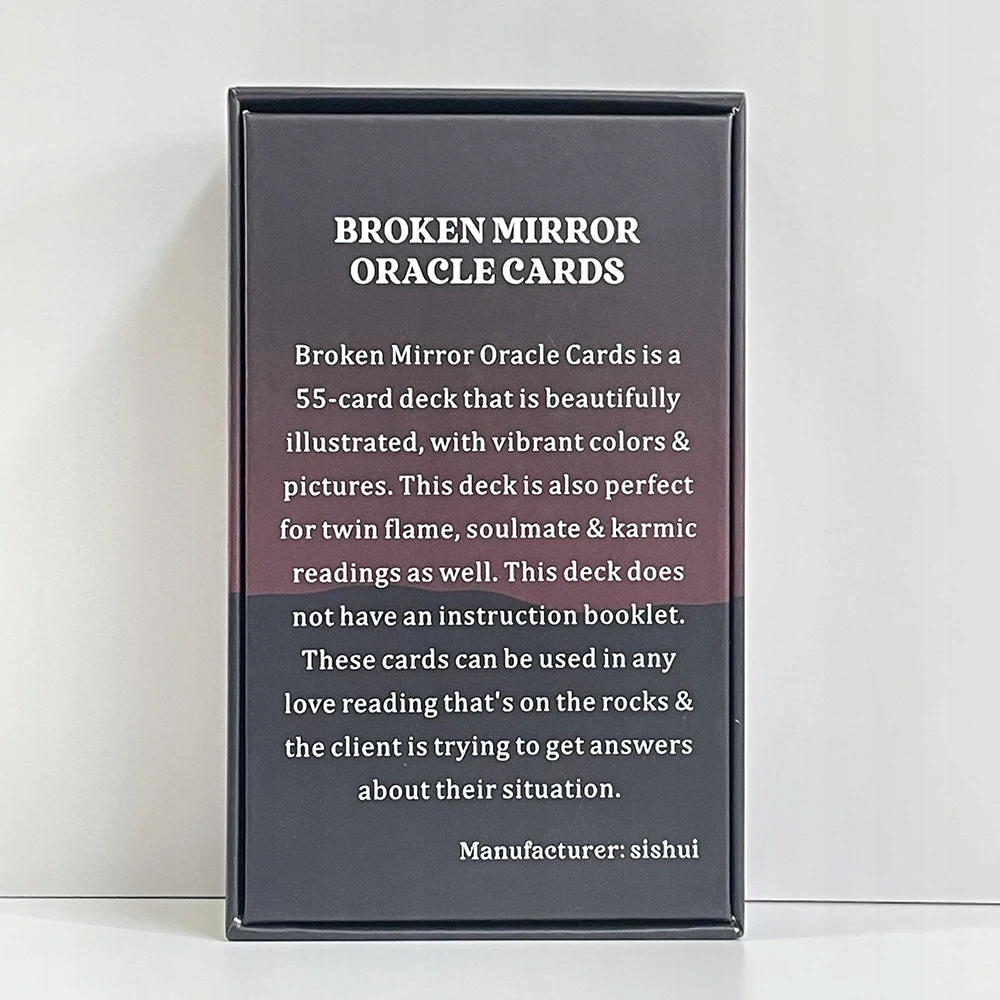 BROKEN MIRROR
ORACLE CARDS
Broken Mirror Oracle Cards is a
55-card deck that is beautifully
illustrated, with vibrant colors &
pictures. This deck is also perfect
for twin flame, soulmate & karmic
readings as well. This deck does
not have an instruction booklet.
These cards can be used in any
love reading that's on the rocks &
the client is trying to get answers
about their situation.
Manufacturer: sishui